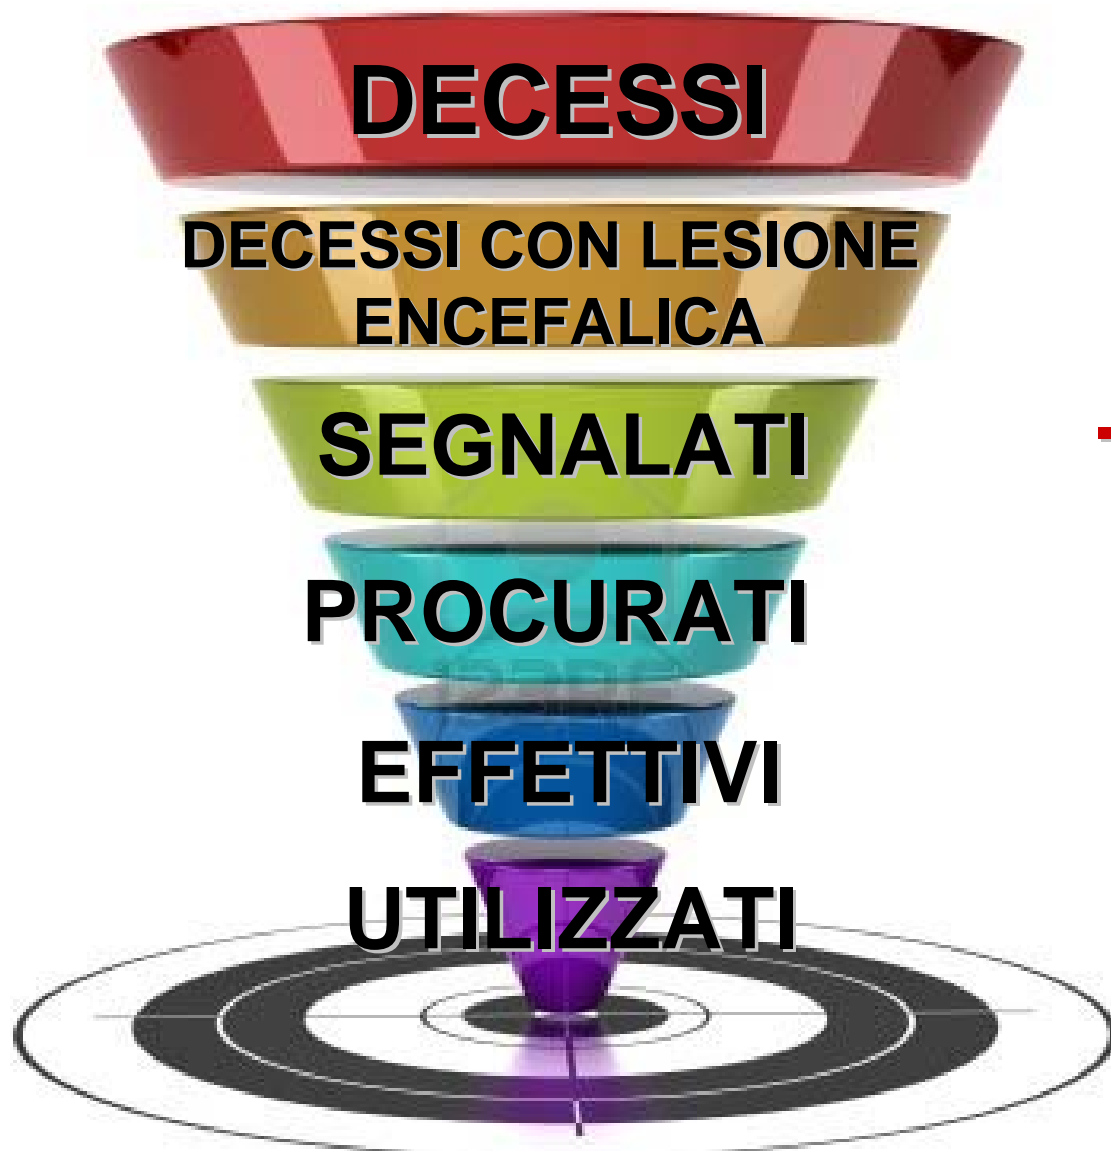 DECESSI
DECESSI CON LESIONE
ENCEFALICA
SEGNALATI
PROCURATI
EFFETTIVI
UTILIZZATI